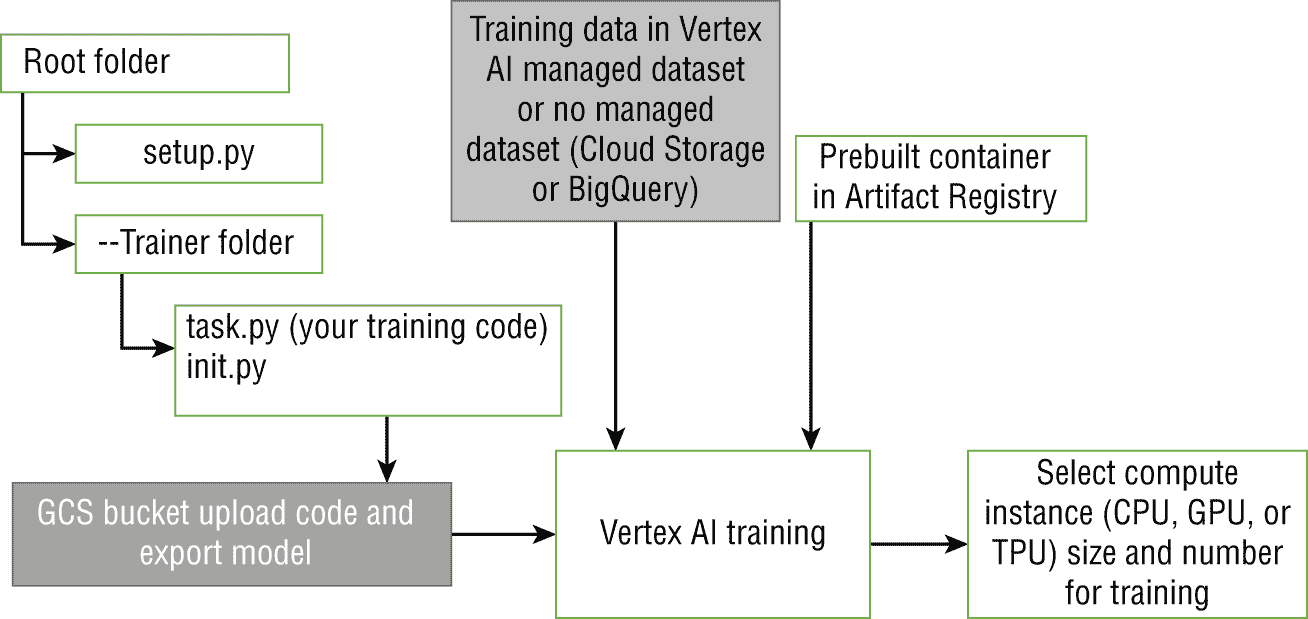 Root folder
setup.py
--Trainer folder
task.py (your training code)
init.py
GCS bucket upload code and
export model
Training data in Vertex
AI managed dataset
or no managed
dataset (Cloud Storage
or BigQuery)
Prebuilt container
in Artifact Registry
Vertex AI training
Select compute
instance (CPU, GPU, or
TPU) size and number
for training